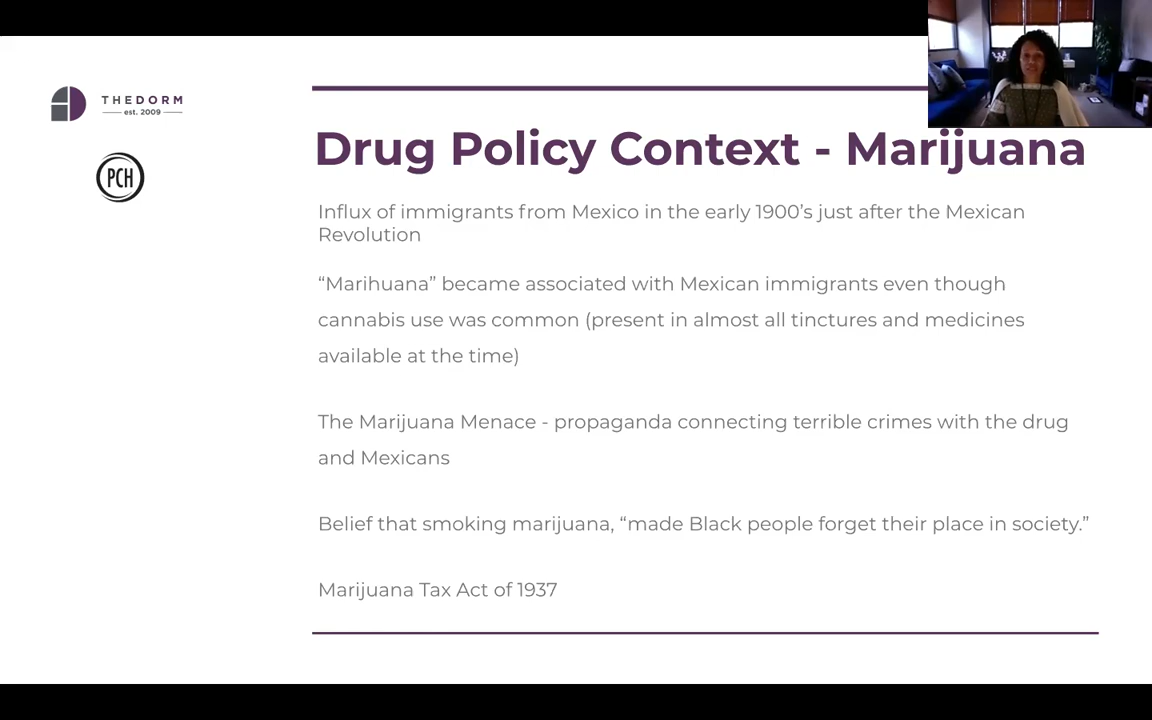 THEDORM
est. 2009
PCH
Drug Policy Context - Marijuana
Influx of immigrants from Mexico in the early 1900’s just after the Mexican
Revolution
“Marihuana” became associated with Mexican immigrants even though
cannabis use was common (present in almost all tinctures and medicines
available at the time)
The Marijuana Menace - propaganda connecting terrible crimes with the drug
and Mexicans
Belief that smoking marijuana, “made Black people forget their place in society.”
Marijuana Tax Act of 1937